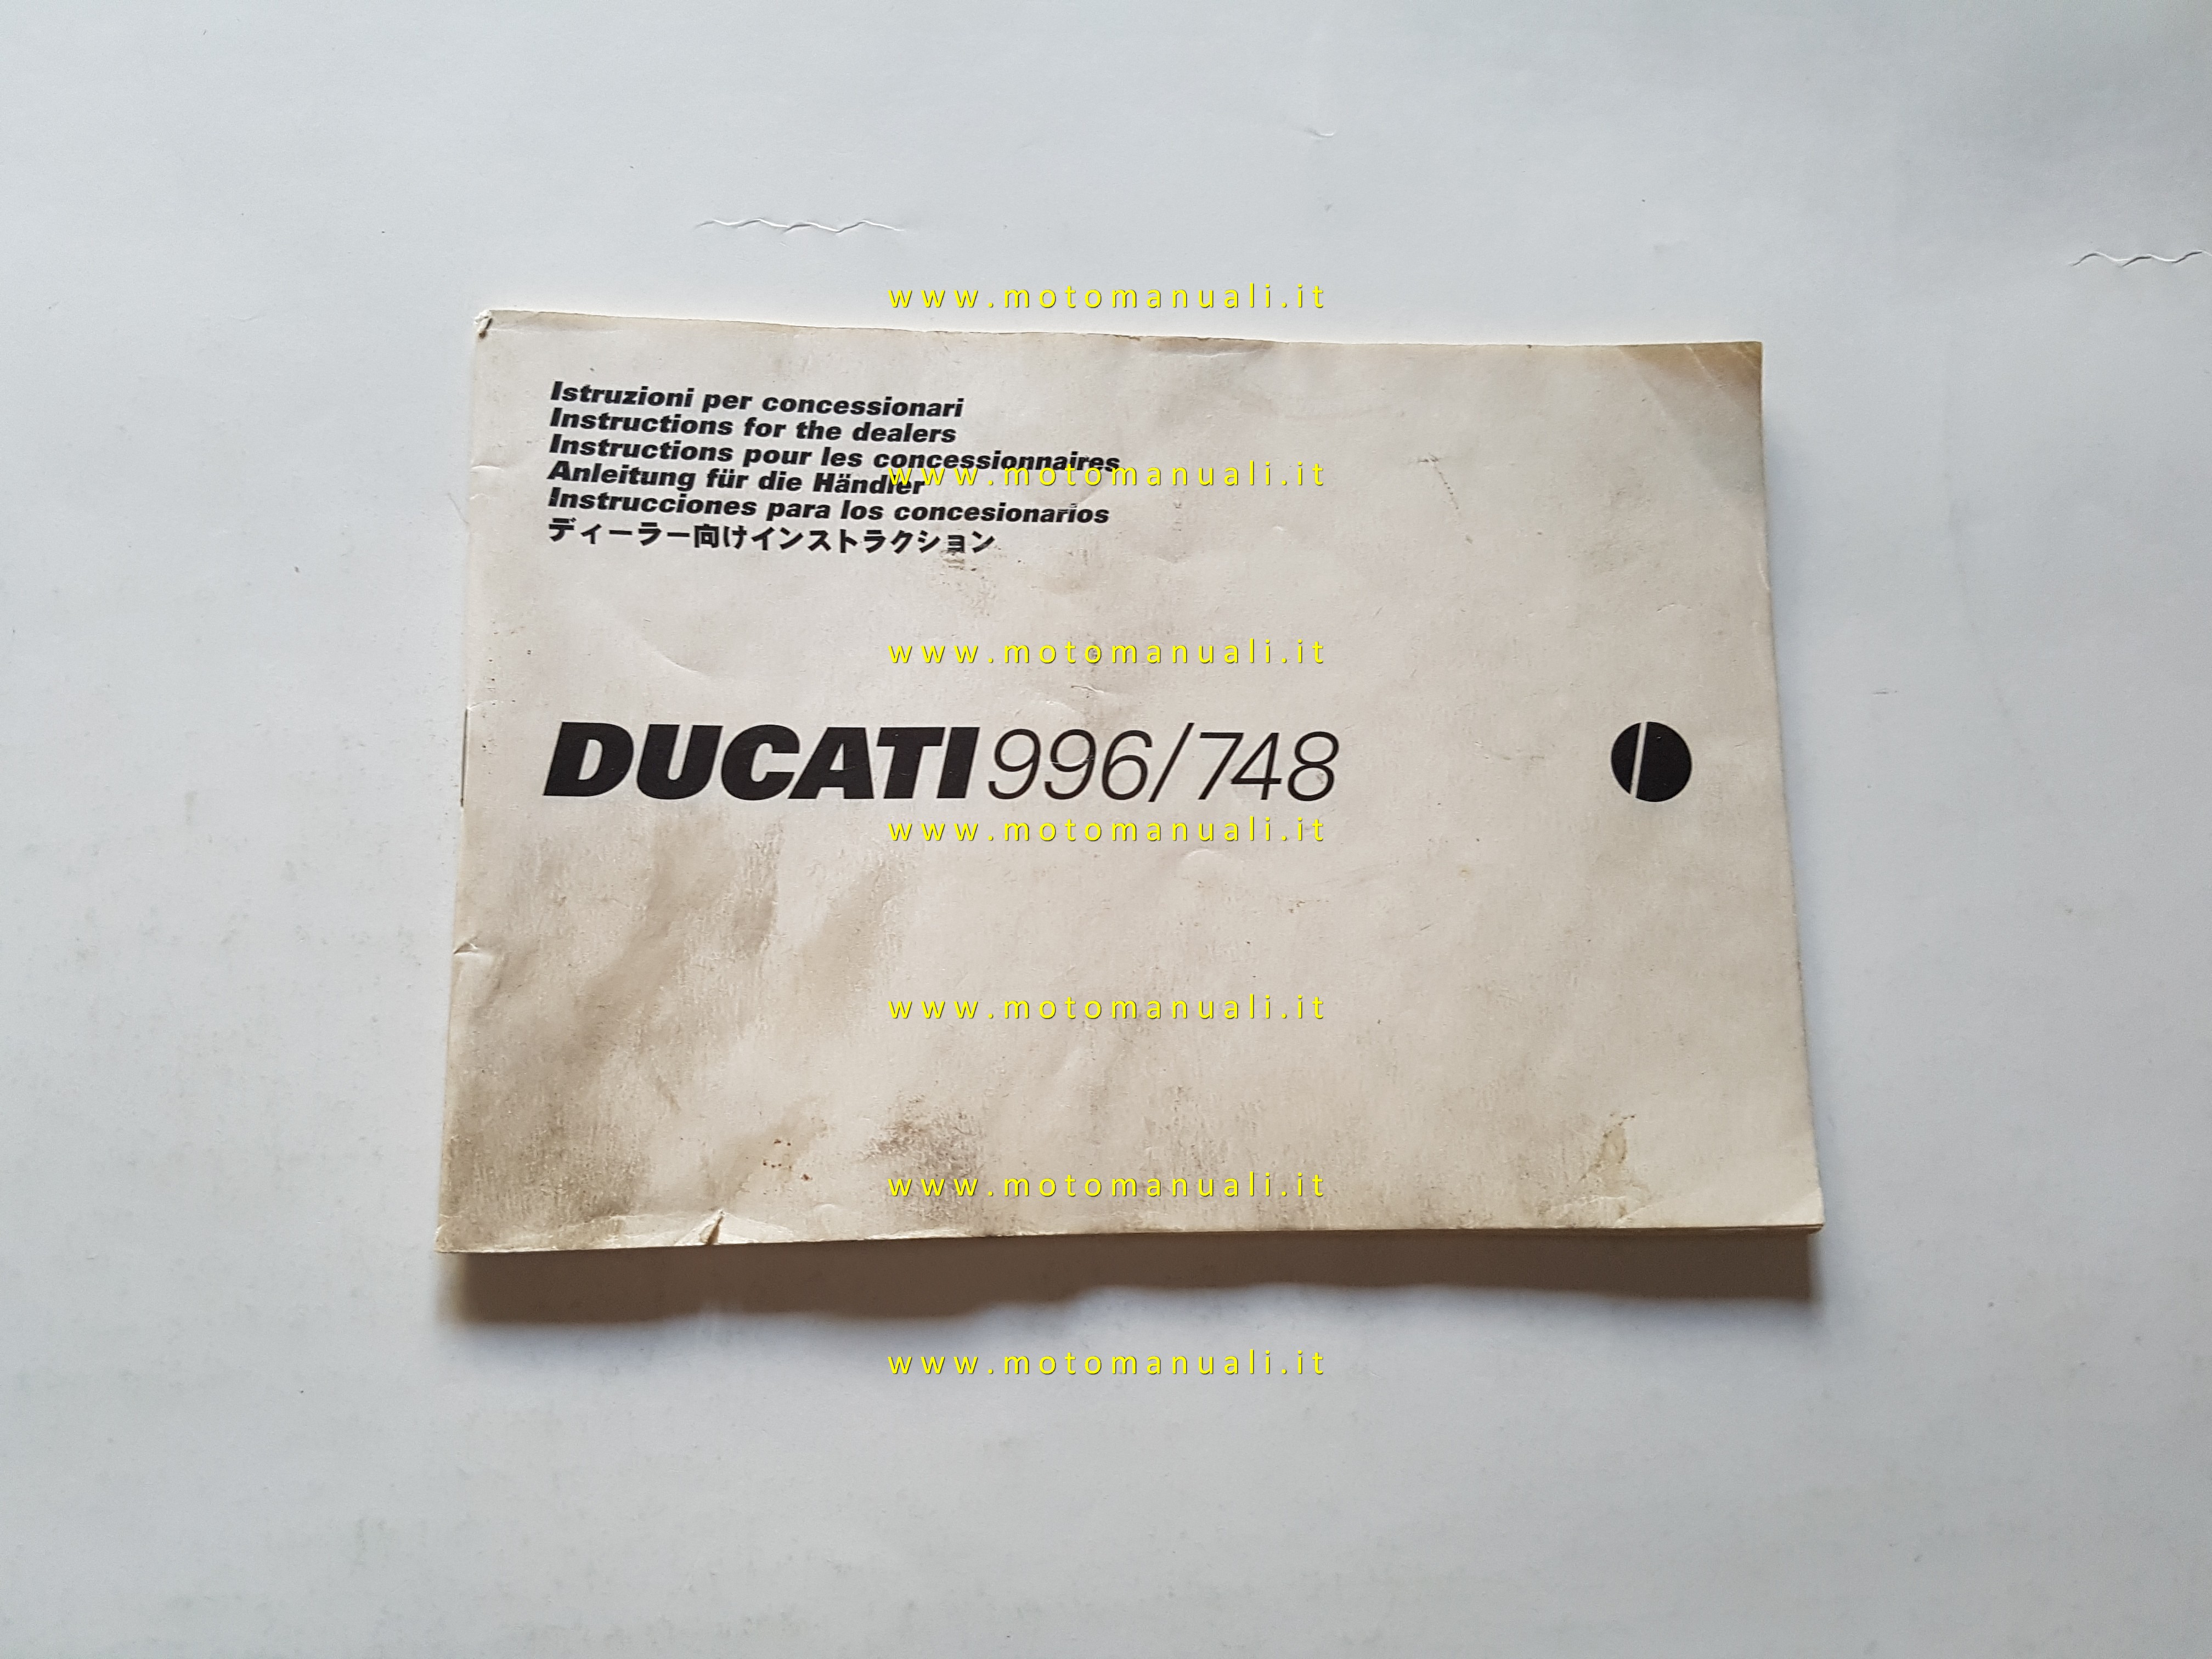 www.motomanuali.it
Istruzioni per concessionari
Instructions for the dealers
Instructions pour les concessionnaires
www.motomanuali.it
Anleitung für die Händler
Instrucciones para los concesionarios
ディーラー向けインストラクション
www.motomanuali.it
DUCATI 996/748
www.motomanuali.it
www.motomanuali.it
www.motomanuali.it
www.motomanuali.it